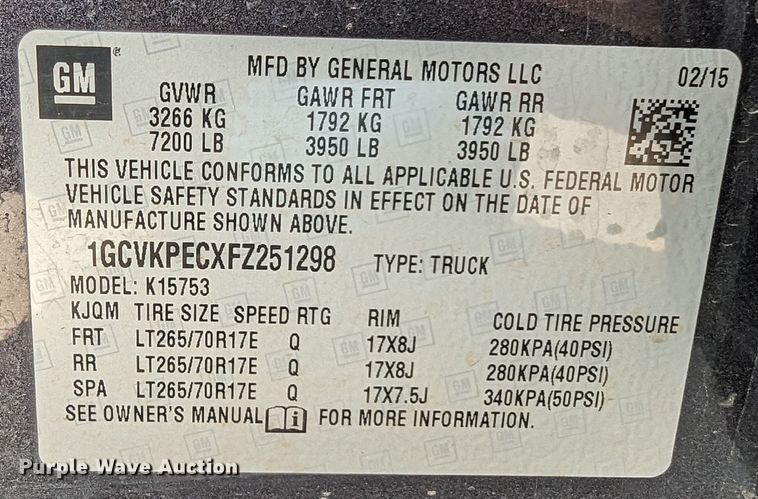 GM
MFD BY GENERAL MOTORS LLC 02/15
GVWR GAWR FRT GAWR RR
3266 KG 1792 KG 1792 KG
7200 LB 3950 LB 3950 LB
THIS VEHICLE CONFORMS TO ALL APPLICABLE U.S. FEDERAL MOTOR
VEHICLE SAFETY STANDARDS IN EFFECT ON THE DATE OF
MANUFACTURE SHOWN ABOVE.
1GCVKPECXFZ251298 TYPE: TRUCK
MODEL: K15753
KJQM TIRE SIZE SPEED RTG RIM COLD TIRE PRESSURE
FRT LT265/70R17E Q 17X8J 280KPA(40PSI)
RR LT265/70R17E Q 17X8J 280KPA(40PSI)
SPA LT265/70R17E Q 17X7.5J 340KPA(50PSI)
SEE OWNER'S MANUAL i FOR MORE INFORMATION.
Purple Wave Auction